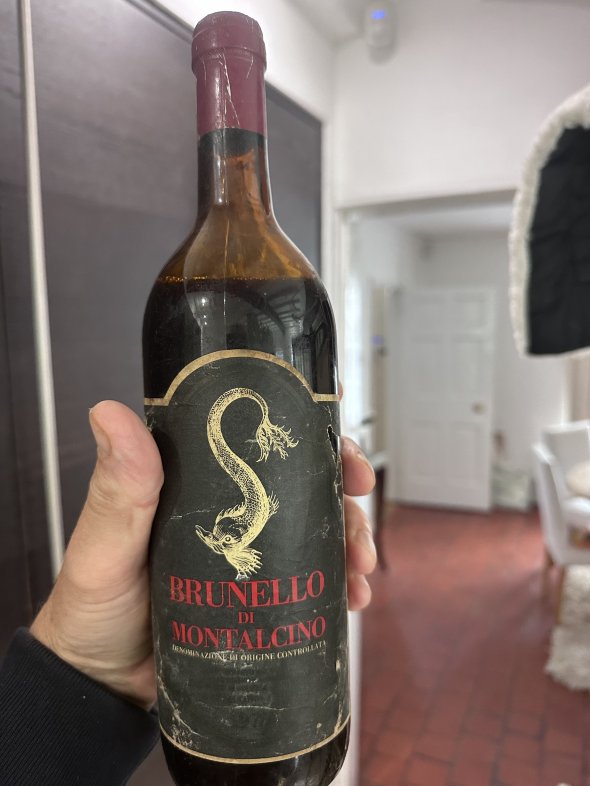 BRUNELLO
DI
MONTALCINO
DENOMINAZIONE DI ORIGINE CONTROLLATA